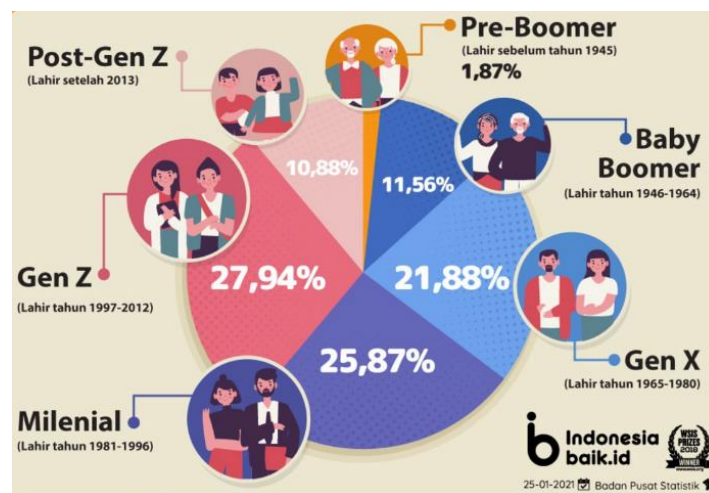 Pre-Boomer
(Lahir sebelum tahun 1945)
1,87%
Post-Gen Z
(Lahir setelah 2013)
10,88%
11,56%
Baby
Boomer
(Lahir tahun 1946-1964)
Gen Z
(Lahir tahun 1997-2012)
27,94%
21,88%
Gen X
(Lahir tahun 1965-1980)
25,87%
Milenial
(Lahir tahun 1981-1996)
Indonesia
baik.id
WSIS
PRIZES
2018
WINNER
25-01-2021
Badan Pusat Statistik